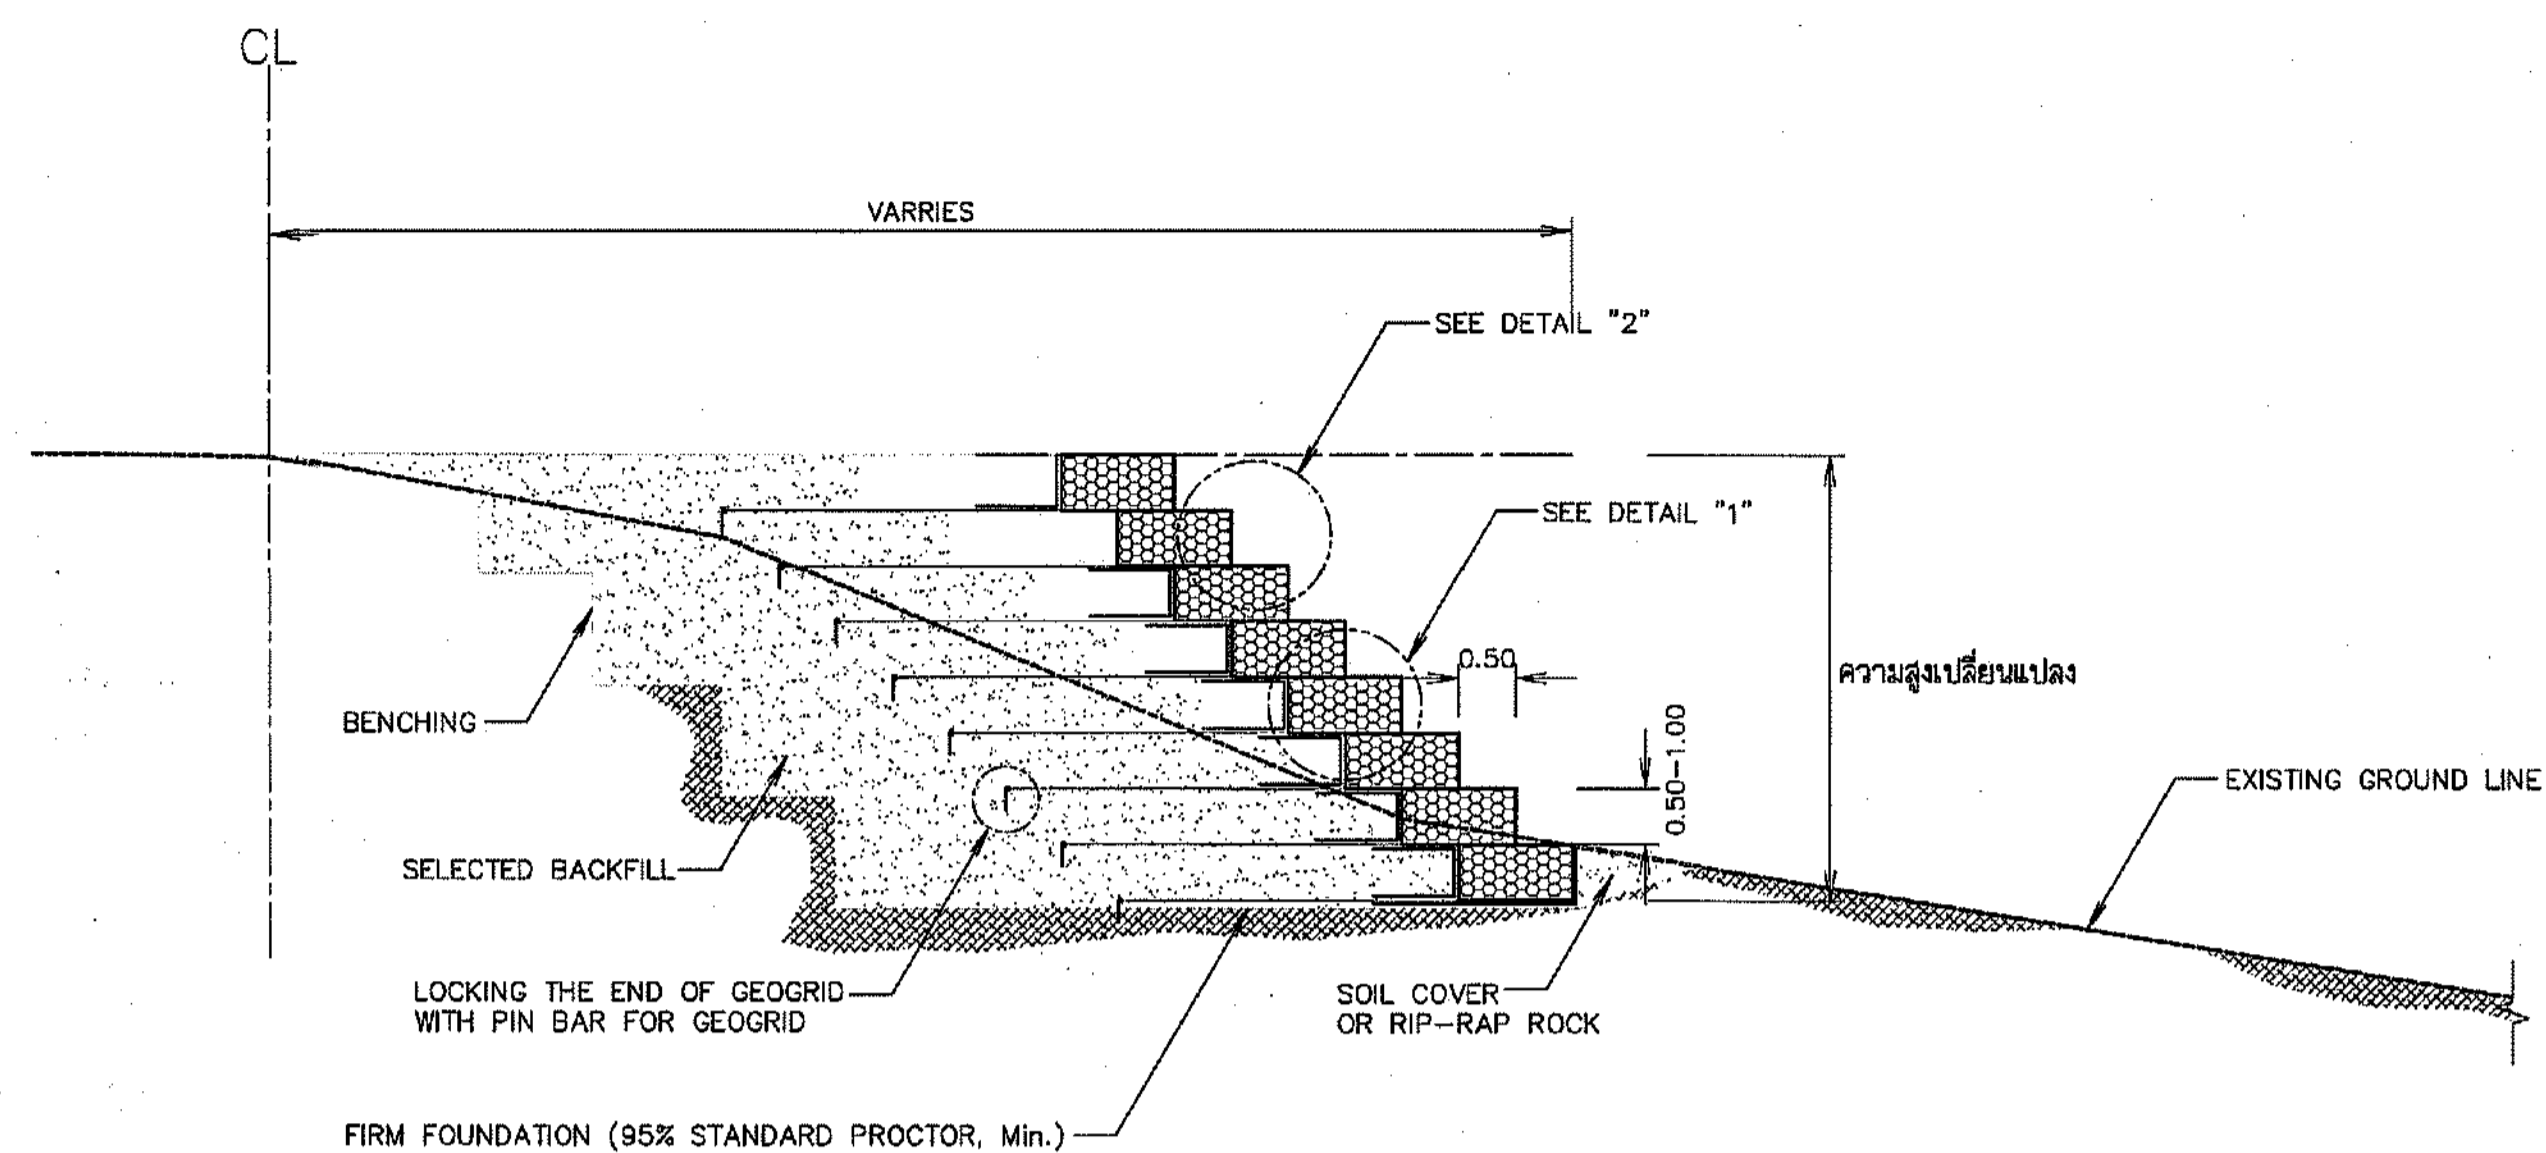 CL
VARRIES
SEE DETAIL "2"
SEE DETAIL "1"
0.50
ความสูงเปลี่ยนแปลง
0.50-1.00
BENCHING
EXISTING GROUND LINE
SELECTED BACKFILL
LOCKING THE END OF GEOGRID
WITH PIN BAR FOR GEOGRID
SOIL COVER
OR RIP-RAP ROCK
FIRM FOUNDATION (95% STANDARD PROCTOR, Min.)